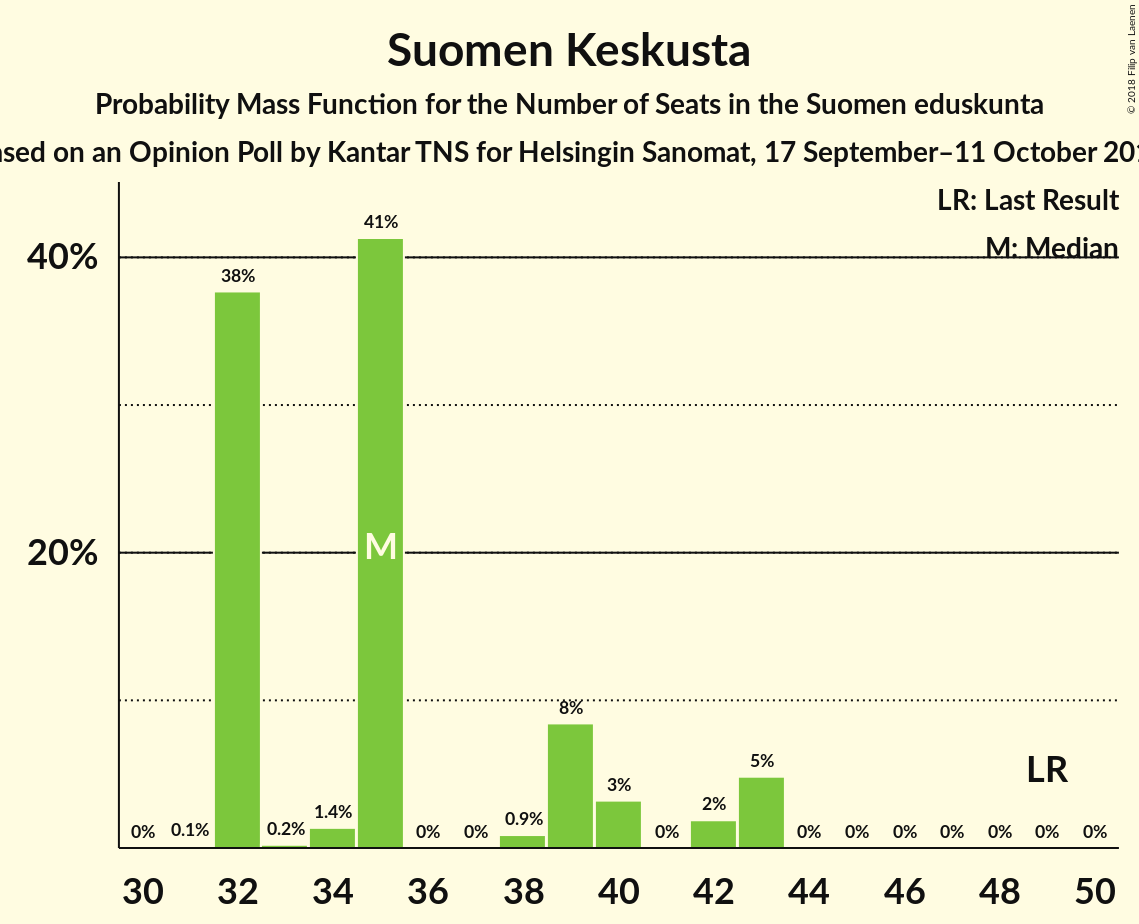 Suomen Keskusta
Probability Mass Function for the Number of Seats in the Suomen eduskunta
on an Opinion Poll by Kantar TNS for Helsingin Sanomat, 17 September–11 October
© 2018 Filip van Laenen
LR: Last Result
M: Median
40%
20%
41%
38%
M
8%
5%
LR
3%
2%
1.4%
0.9%
0%
0.1%
0.2%
0%
0%
0%
0%
0%
0%
0%
0%
0%
0%
30 32 34 36 38 40 42 44 46 48 50